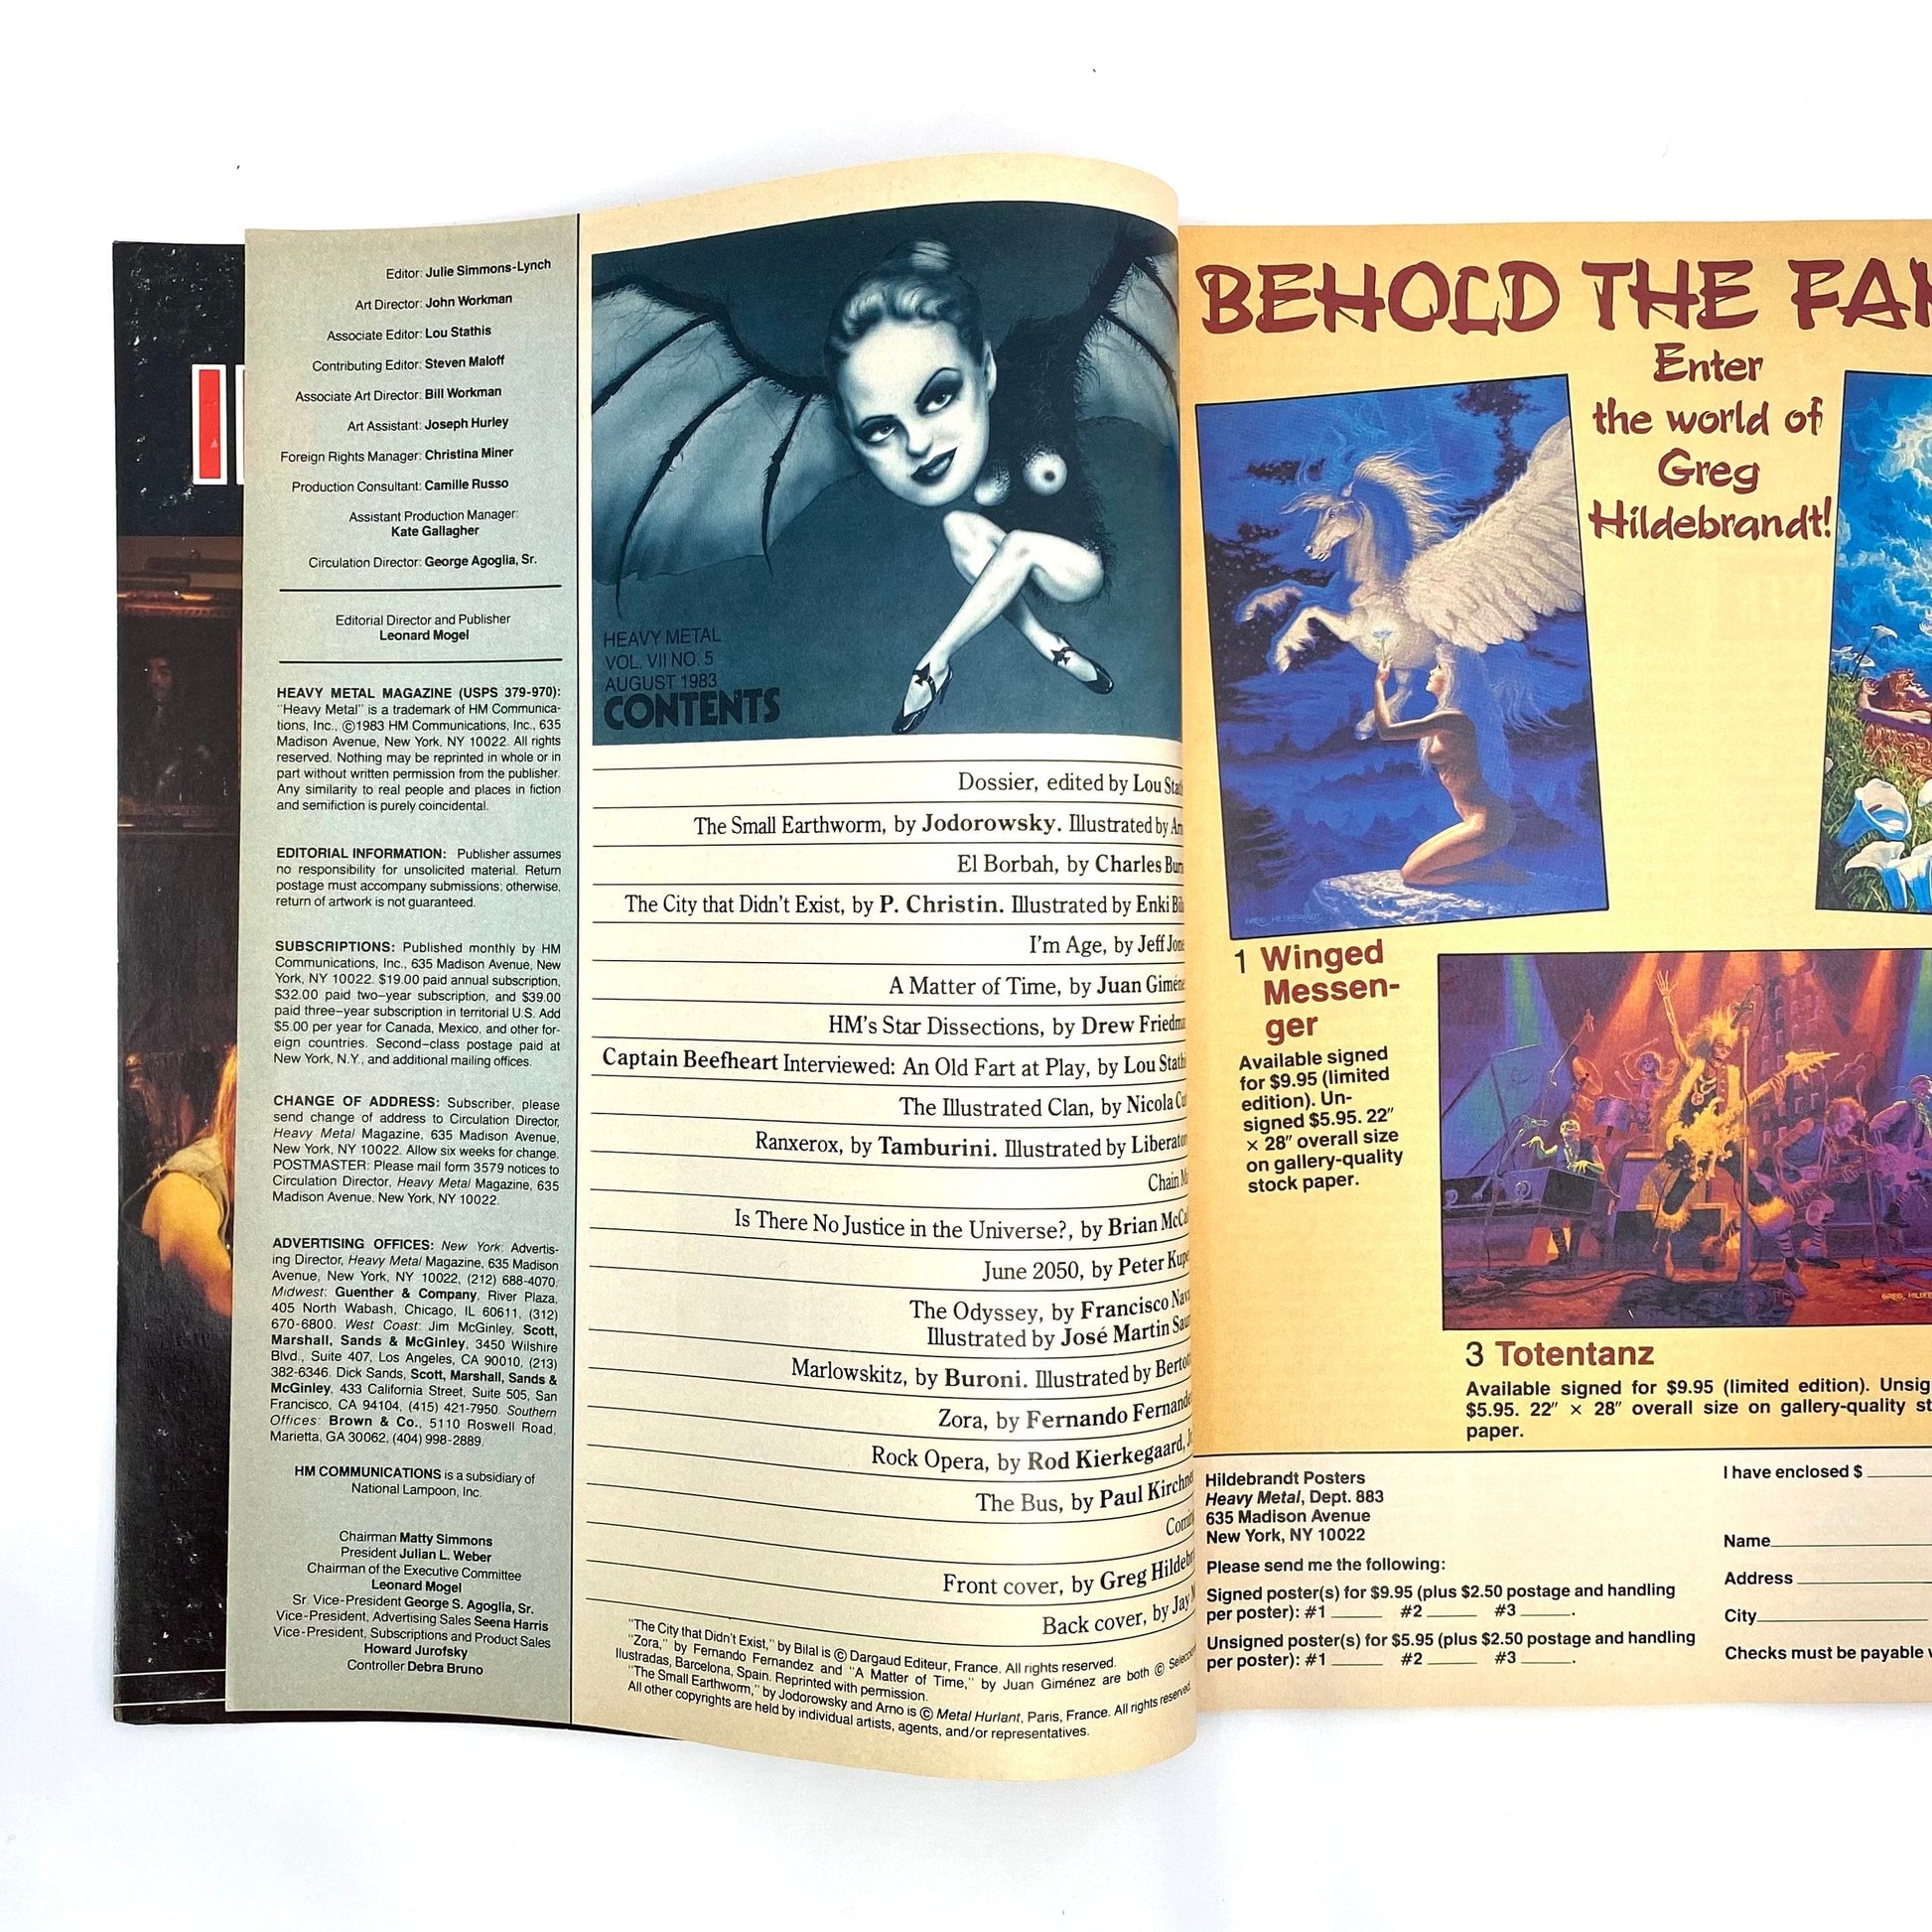 Editor: Julie Simmons-Lynch
Art Director: John Workman
Associate Editor: Lou Stathis
Contributing Editor: Steven Maloff
Associate Art Director: Bill Workman
Art Assistant: Joseph Hurley
Foreign Rights Manager: Christina Miner
Production Consultant: Camille Russo
Assistant Production Manager:
Kate Gallagher
Circulation Director: George Agoglia, Sr.
Editorial Director and Publisher
Leonard Mogel
HEAVY METAL MAGAZINE (USPS 379-970):
"Heavy Metal" is a trademark of HM Communica-
tions, Inc., ©1983 HM Communications, Inc., 635
Madison Avenue, New York, NY 10022. All rights
reserved. Nothing may be reprinted in whole or in
part without written permission from the publisher.
Any similarity to real people and places in fiction
and semifiction is purely coincidental.
EDITORIAL INFORMATION: Publisher assumes
no responsibility for unsolicited material. Return
postage must accompany submissions; otherwise,
return of artwork is not guaranteed.
SUBSCRIPTIONS: Published monthly by HM
Communications, Inc., 635 Madison Avenue, New
York, NY 10022. $19.00 paid annual subscription,
$32.00 paid two-year subscription, and $39.00
paid three-year subscription in territorial U.S. Add
$5.00 per year for Canada, Mexico, and other for-
eign countries. Second-class postage paid at
New York, N.Y., and additional mailing offices.
CHANGE OF ADDRESS: Subscriber, please
send change of address to Circulation Director,
Heavy Metal Magazine, 635 Madison Avenue,
New York, NY 10022. Allow six weeks for change.
POSTMASTER: Please mail form 3579 notices to
Circulation Director, Heavy Metal Magazine, 635
Madison Avenue, New York, NY 10022.
ADVERTISING OFFICES: New York: Advertis-
ing Director, Heavy Metal Magazine, 635 Madison
Avenue, New York, NY 10022, (212) 688-4070.
Midwest: Guenther & Company, River Plaza,
405 North Wabash, Chicago, IL 60611, (312)
670-6800. West Coast: Jim McGinley, Scott,
Marshall, Sands & McGinley, 3450 Wilshire
Blvd., Suite 407, Los Angeles, CA 90010, (213)
382-6346. Dick Sands, Scott, Marshall, Sands &
McGinley, 433 California Street, Suite 505, San
Francisco, CA 94104, (415) 421-7950. Southern
Offices: Brown & Co., 5110 Roswell Road,
Marietta, GA 30062, (404) 998-2889.
HM COMMUNICATIONS is a subsidiary of
National Lampoon, Inc.
Chairman Matty Simmons
President Julian L. Weber
Chairman of the Executive Committee
Leonard Mogel
Sr. Vice-President George S. Agoglia, Sr.
Vice-President, Advertising Sales Seena Harris
Vice-President, Subscriptions and Product Sales
Howard Jurofsky
Controller Debra Bruno
HEAVY METAL
VOL. VII NO. 5
AUGUST 1983
CONTENTS
Dossier, edited by Lou
The Small Earthworm, by Jodorowsky. Illustrated by
El Borbah, by Charles
The City that Didn't Exist, by P. Christin. Illustrated by Enki
I'm Age, by Jeff
A Matter of Time, by Juan
HM's Star Dissections, by Drew
Captain Beefheart Interviewed: An Old Fart at Play, by Lou
The Illustrated Clan, by Nicola
Ranxerox, by Tamburini. Illustrated by
Chain
Is There No Justice in the Universe?, by Brian
June 2050, by Peter
The Odyssey, by Francisco
Illustrated by José Martin
Marlowskitz, by Buroni. Illustrated by
Zora, by Fernando
Rock Opera, by Rod Kierkegaard,
The Bus, by Paul
Front cover, by Greg
Back cover, by Jay
"The City that Didn't Exist," by Bilal is © Dargaud Editeur, France. All rights reserved.
"Zora," by Fernando Fernandez and "A Matter of Time," by Juan Giménez are both ©
Ilustradas, Barcelona, Spain. Reprinted with permission.
"The Small Earthworm," by Jodorowsky and Arno is © Metal Hurlant, Paris, France. All rights reserved.
All other copyrights are held by individual artists, agents, and/or representatives.
BEHOLD THE
Enter
the world of
Greg
Hildebrandt!
GREG HILDEBRANDT
1 Winged
Messen-
ger
Available signed
for $9.95 (limited
edition). Un-
signed $5.95. 22"
× 28" overall size
on gallery-quality
stock paper.
3 Totentanz
Available signed for $9.95 (limited edition).
$5.95. 22" × 28" overall size on gallery-quality
paper.
Hildebrandt Posters
Heavy Metal, Dept. 883
635 Madison Avenue
New York, NY 10022
Please send me the following:
Signed poster(s) for $9.95 (plus $2.50 postage and handling
per poster): #1 ______ #2 ______ #3 ______.
Unsigned poster(s) for $5.95 (plus $2.50 postage and handling
per poster): #1 ______ #2 ______ #3 ______.
I have enclosed $
Name
Address
City
Checks must be payable